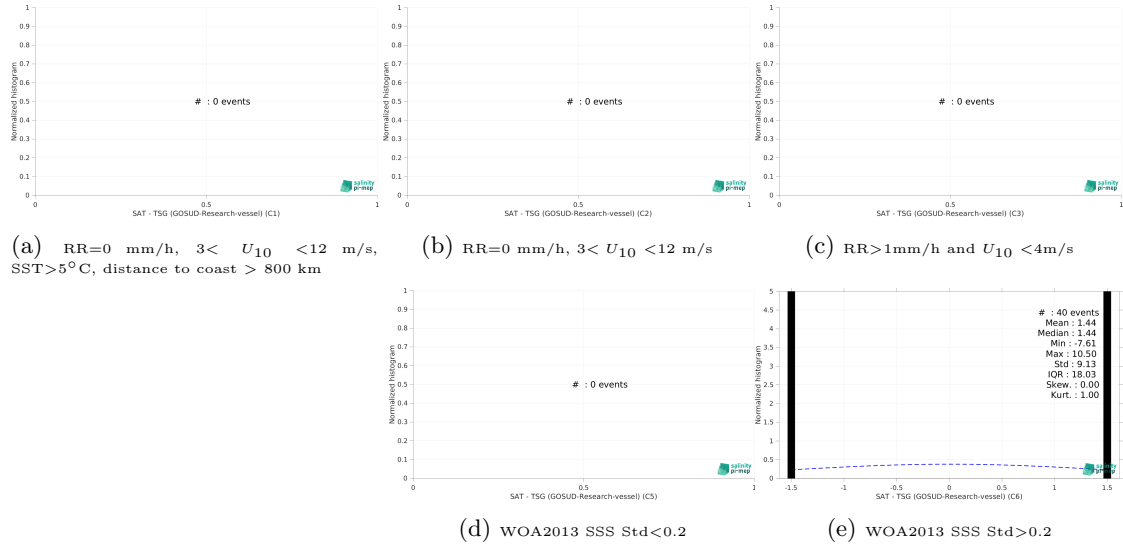 1
0.9
0.8
0.7
0.6
0.5
0.4
0.3
0.2
0.1
0
Normalized histogram
# : 0 events
salinity
pi-mep
0 0.5 1
SAT - TSG (GOSUD-Research-vessel) (C1)
(a) RR=0 mm/h, 3< U10 <12 m/s,
SST>5°C, distance to coast > 800 km
1
0.9
0.8
0.7
0.6
0.5
0.4
0.3
0.2
0.1
0
Normalized histogram
# : 0 events
salinity
pi-mep
0 0.5 1
SAT - TSG (GOSUD-Research-vessel) (C2)
(b) RR=0 mm/h, 3< U10 <12 m/s
1
0.9
0.8
0.7
0.6
0.5
0.4
0.3
0.2
0.1
0
Normalized histogram
# : 0 events
salinity
pi-mep
0 0.5 1
SAT - TSG (GOSUD-Research-vessel) (C3)
(c) RR>1mm/h and U10 <4m/s
1
0.9
0.8
0.7
0.6
0.5
0.4
0.3
0.2
0.1
0
Normalized histogram
# : 0 events
salinity
pi-mep
0 0.5 1
SAT - TSG (GOSUD-Research-vessel) (C5)
(d) WOA2013 SSS Std<0.2
5
4.5
4
3.5
3
2.5
2
1.5
1
0.5
0
Normalized histogram
# : 40 events
Mean : 1.44
Median : 1.44
Min : -7.61
Max : 10.50
Std : 9.13
IQR : 18.03
Skew. : 0.00
Kurt. : 1.00
salinity
pi-mep
-1.5 -1 -0.5 0 0.5 1 1.5
SAT - TSG (GOSUD-Research-vessel) (C6)
(e) WOA2013 SSS Std>0.2